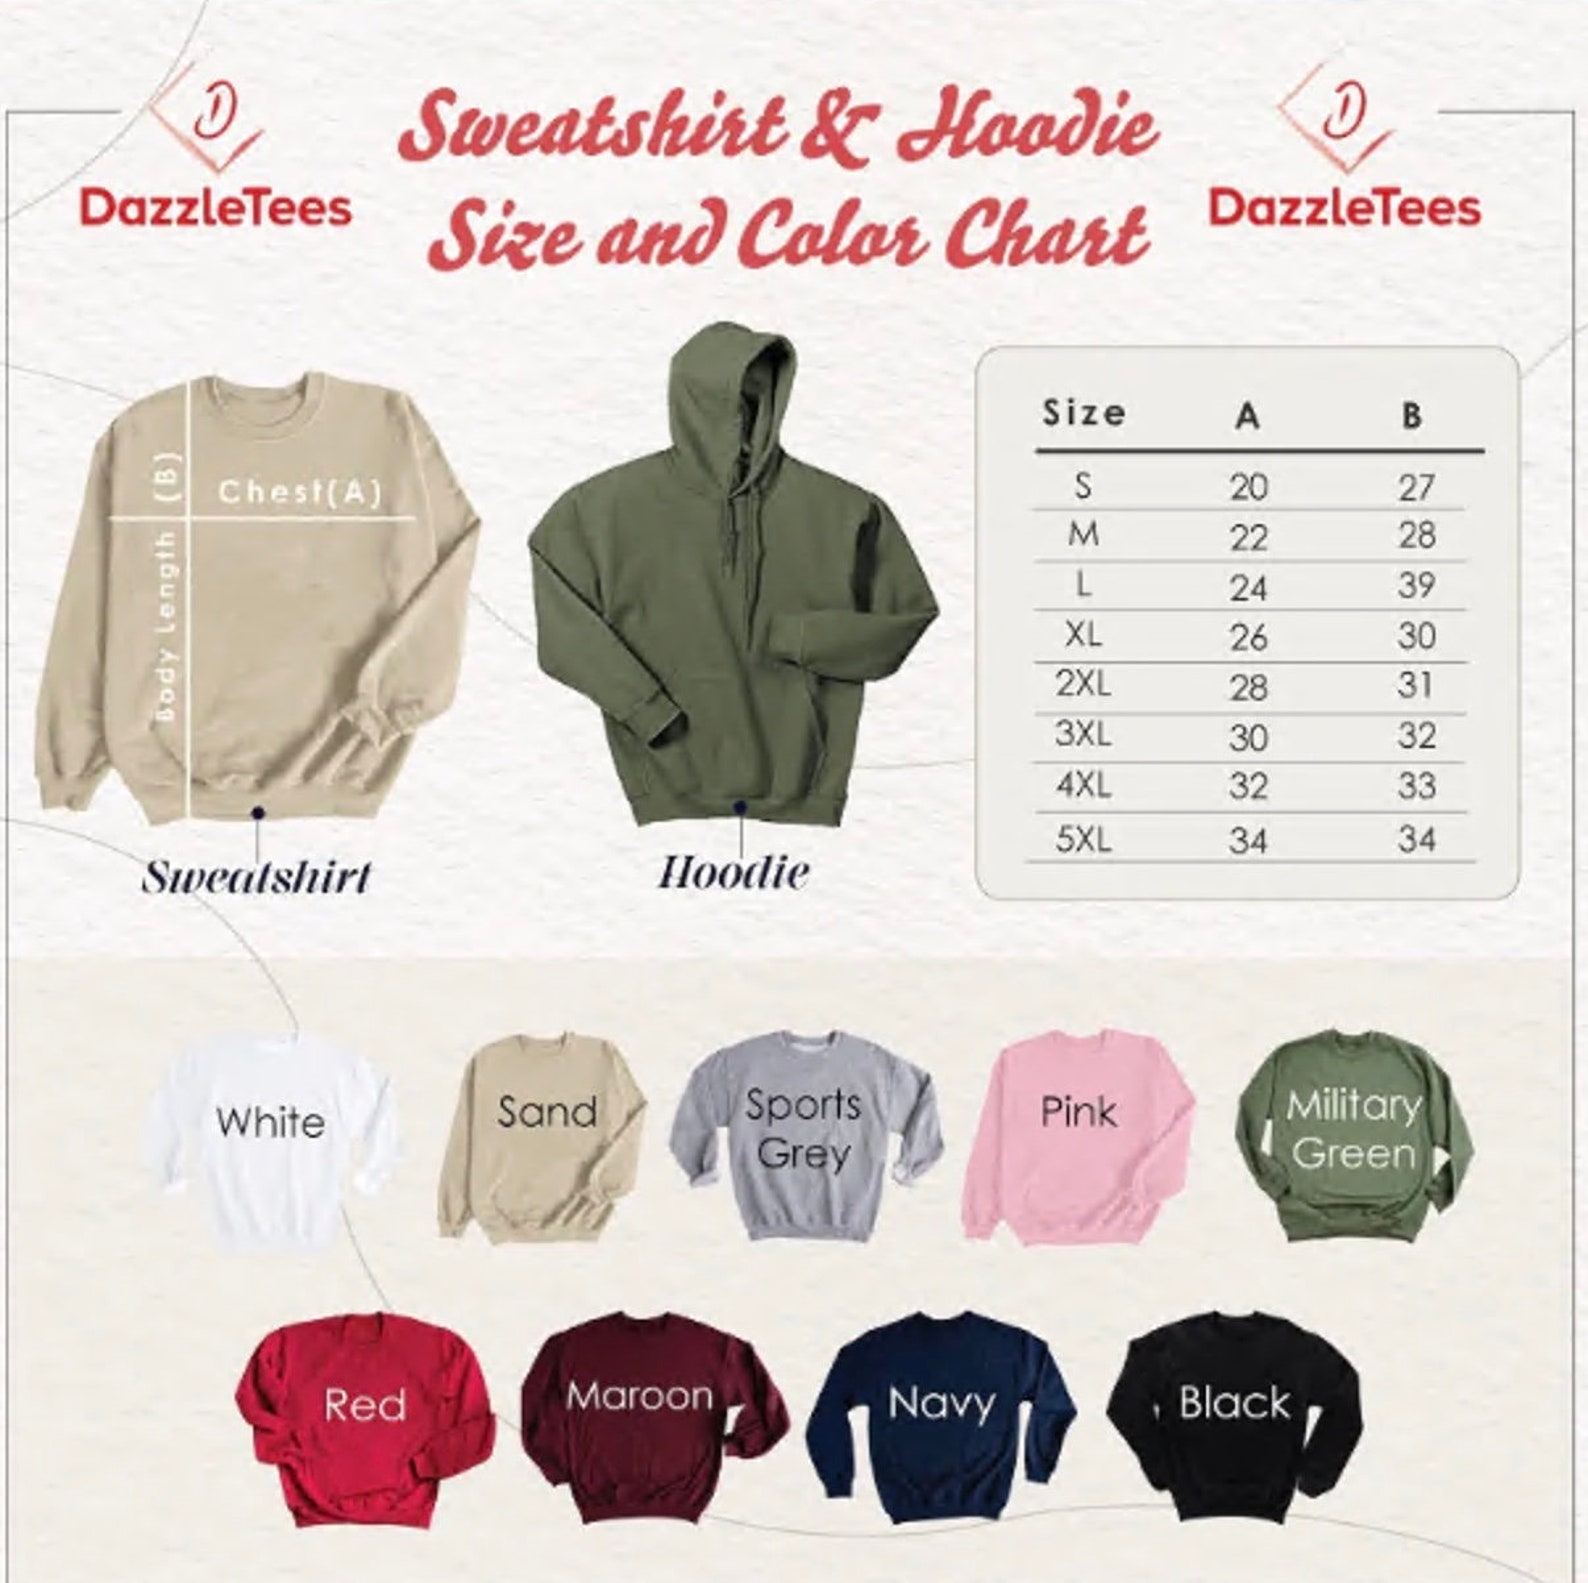 D
DazzleTees
Sweatshirt & Hoodie
Size and Color Chart
D
DazzleTees
Chest(A)
Body Length (B)
Sweatshirt
Hoodie
Size A B
S 20 27
M 22 28
L 24 39
XL 26 30
2XL 28 31
3XL 30 32
4XL 32 33
5XL 34 34
White
Sand
Sports
Grey
Pink
Military
Green
Red
Maroon
Navy
Black